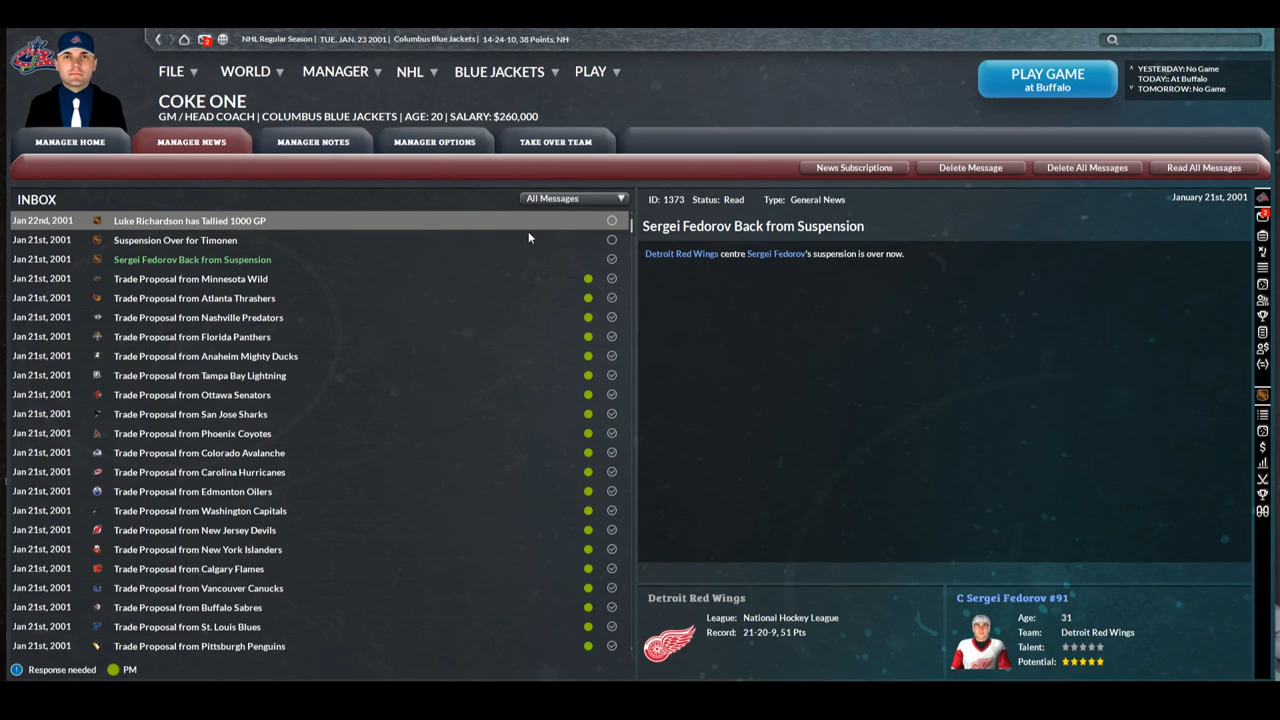 NHL Regular Season | TUE. JAN. 23 2001 | Columbus Blue Jackets | 14-24-10, 38 Points, NH
2
FILE WORLD MANAGER NHL BLUE JACKETS PLAY
PLAY GAME
at Buffalo
YESTERDAY: No Game
TODAY:: At Buffalo
TOMORROW: No Game
COKE ONE
GM / HEAD COACH | COLUMBUS BLUE JACKETS | AGE: 20 | SALARY: $260,000
MANAGER HOME MANAGER NEWS MANAGER NOTES MANAGER OPTIONS TAKE OVER TEAM
News Subscriptions Delete Message Delete All Messages Read All Messages
INBOX All Messages
Jan 22nd, 2001 Luke Richardson has Tallied 1000 GP
Jan 21st, 2001 Suspension Over for Timonen
Jan 21st, 2001 Sergei Fedorov Back from Suspension
Jan 21st, 2001 Trade Proposal from Minnesota Wild
Jan 21st, 2001 Trade Proposal from Atlanta Thrashers
Jan 21st, 2001 Trade Proposal from Nashville Predators
Jan 21st, 2001 Trade Proposal from Florida Panthers
Jan 21st, 2001 Trade Proposal from Anaheim Mighty Ducks
Jan 21st, 2001 Trade Proposal from Tampa Bay Lightning
Jan 21st, 2001 Trade Proposal from Ottawa Senators
Jan 21st, 2001 Trade Proposal from San Jose Sharks
Jan 21st, 2001 Trade Proposal from Phoenix Coyotes
Jan 21st, 2001 Trade Proposal from Colorado Avalanche
Jan 21st, 2001 Trade Proposal from Carolina Hurricanes
Jan 21st, 2001 Trade Proposal from Edmonton Oilers
Jan 21st, 2001 Trade Proposal from Washington Capitals
Jan 21st, 2001 Trade Proposal from New Jersey Devils
Jan 21st, 2001 Trade Proposal from New York Islanders
Jan 21st, 2001 Trade Proposal from Calgary Flames
Jan 21st, 2001 Trade Proposal from Vancouver Canucks
Jan 21st, 2001 Trade Proposal from Buffalo Sabres
Jan 21st, 2001 Trade Proposal from St. Louis Blues
Jan 21st, 2001 Trade Proposal from Pittsburgh Penguins
Response needed PM
ID: 1373 Status: Read Type: General News January 21st, 2001
Sergei Fedorov Back from Suspension
Detroit Red Wings centre Sergei Fedorov's suspension is over now.
Detroit Red Wings
League: National Hockey League
Record: 21-20-9, 51 Pts
C Sergei Fedorov #91
Age: 31
Team: Detroit Red Wings
Talent:
Potential:
2